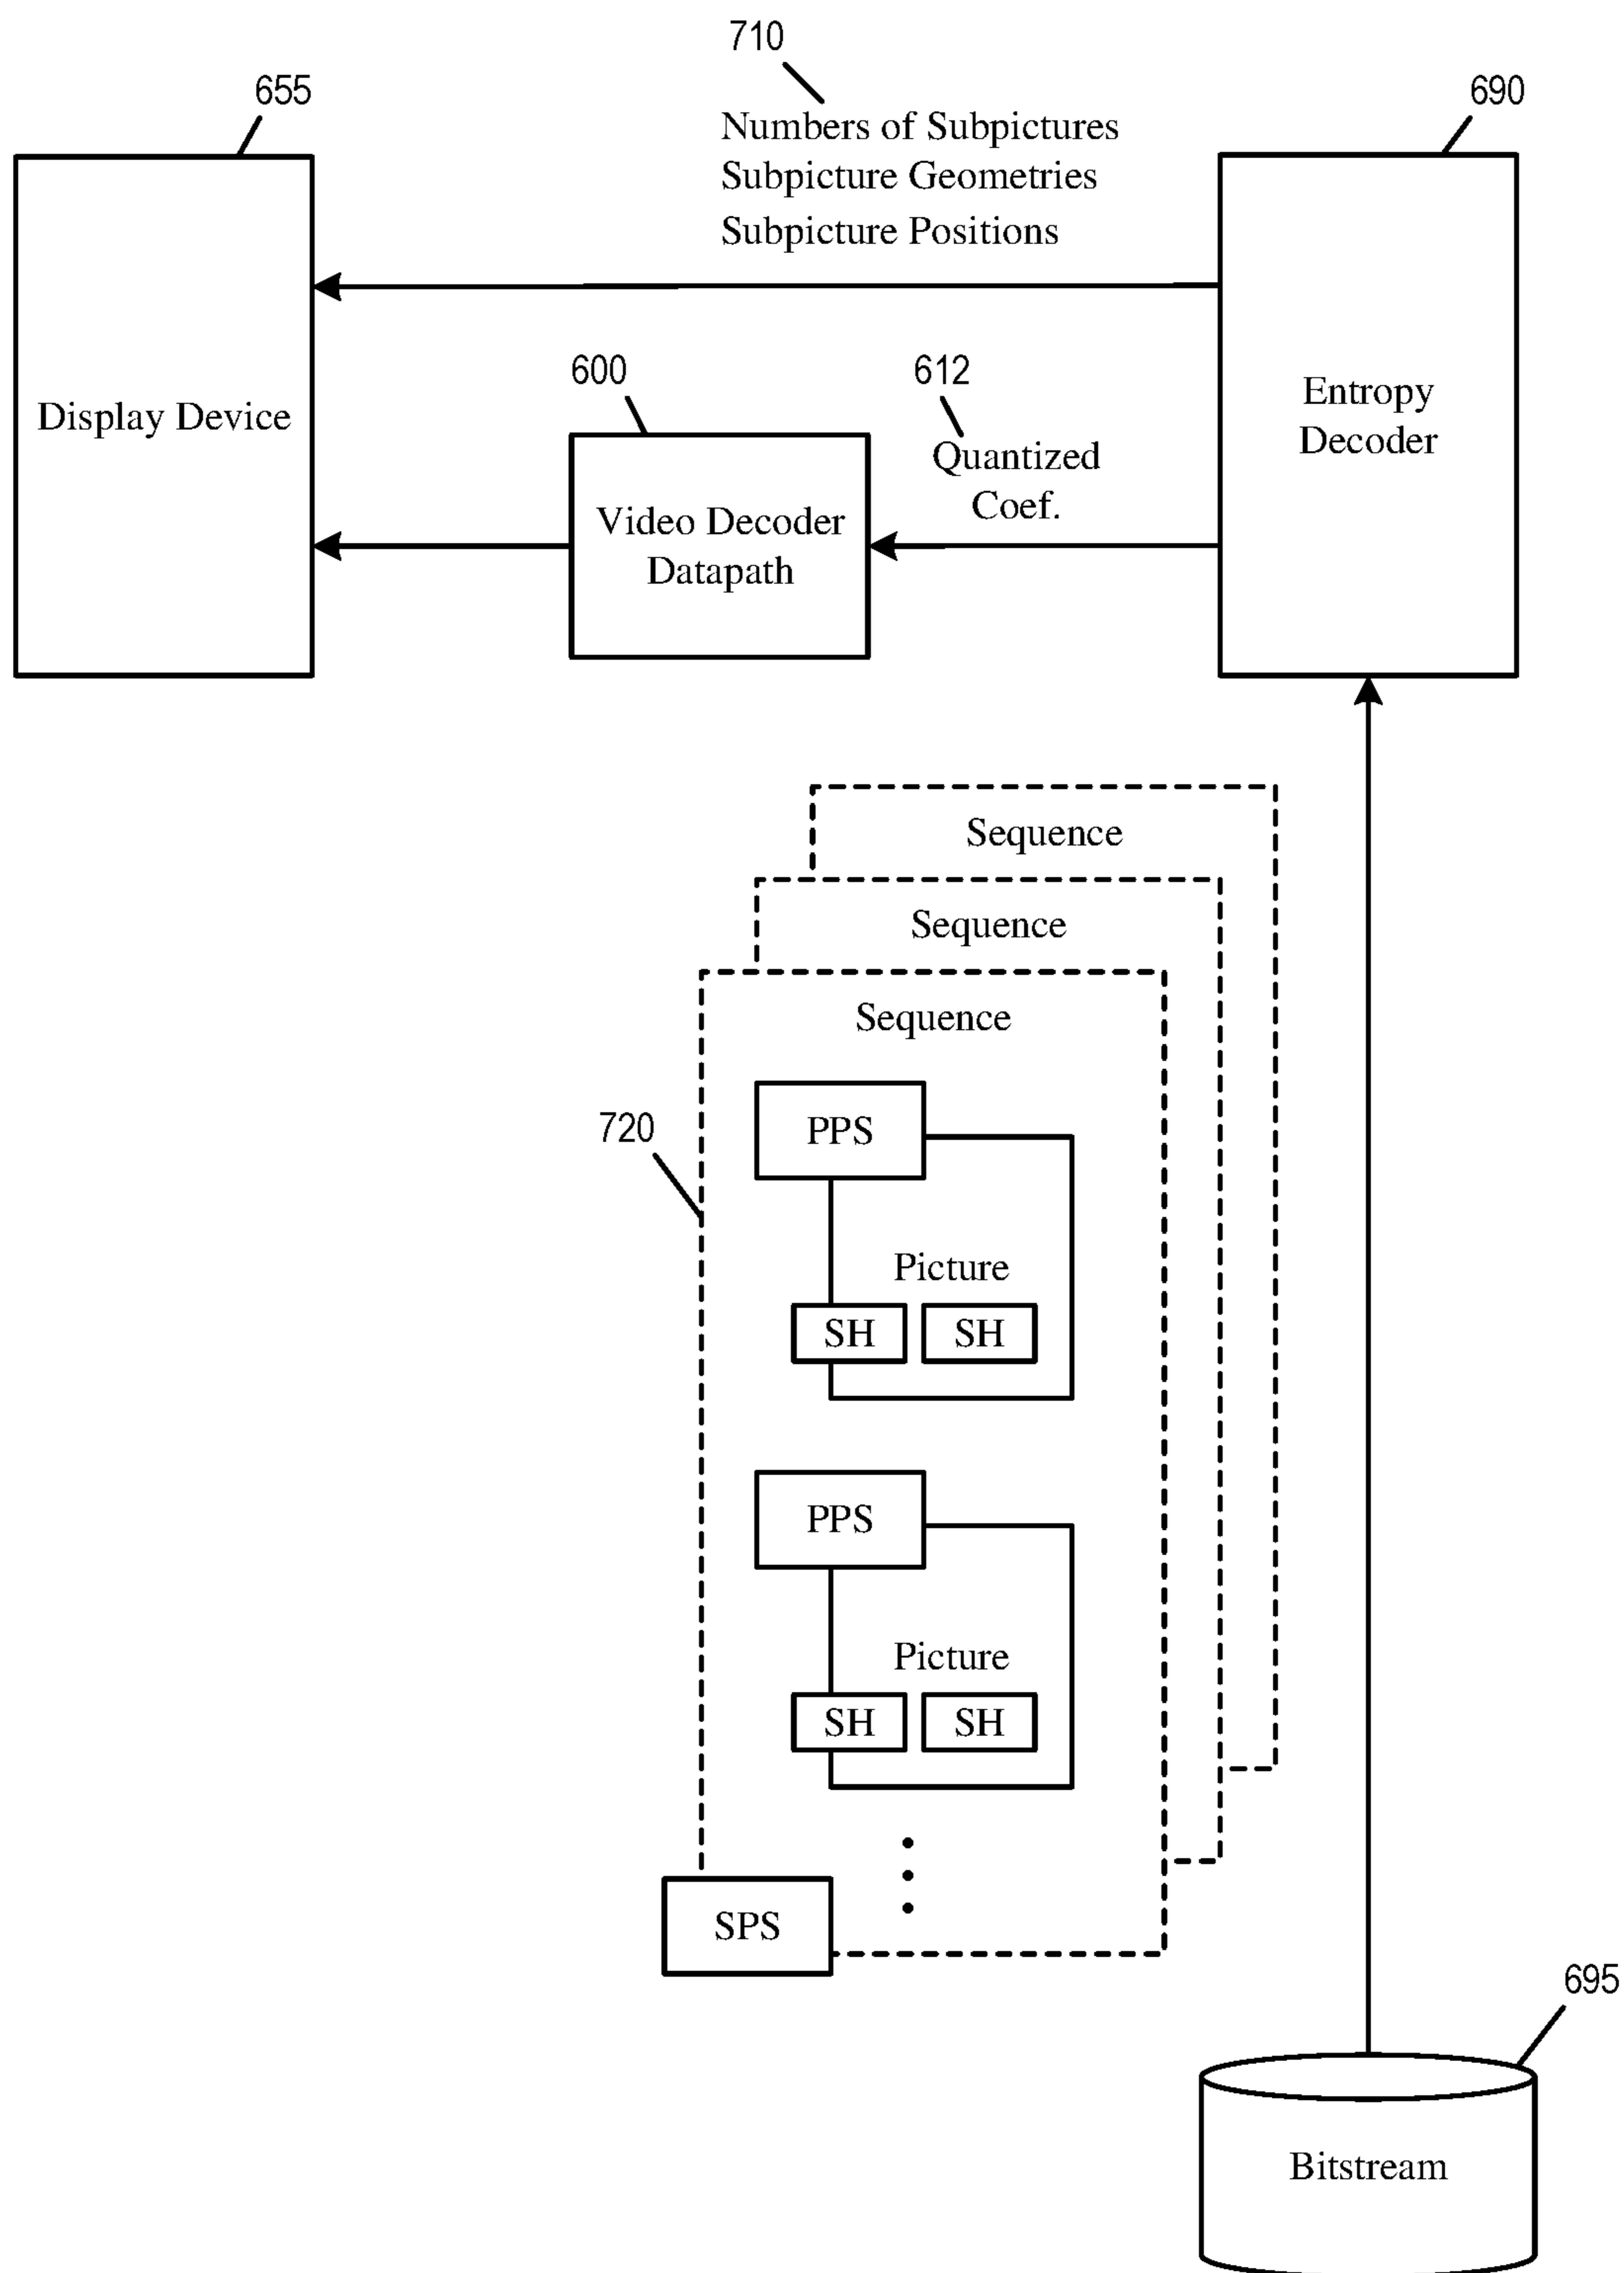 710
655
690
Numbers of Subpictures
Subpicture Geometries
Subpicture Positions
600
612
Display Device
Entropy
Decoder
Quantized
Coef.
Video Decoder
Datapath
Sequence
Sequence
Sequence
720
PPS
Picture
SH SH
PPS
Picture
SH SH
SPS
695
Bitstream